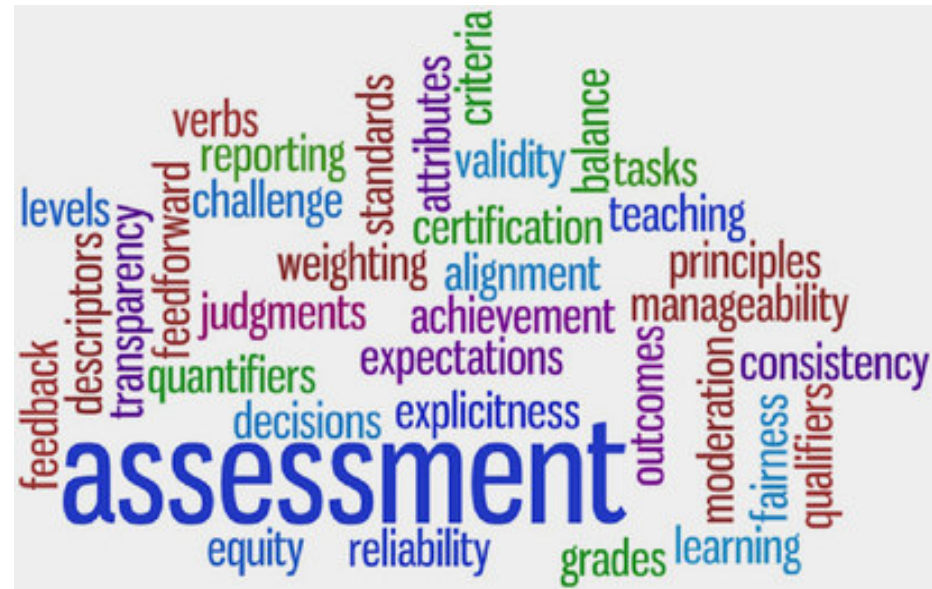 criteria
attributes
standards
balance
verbs
reporting
validity
tasks
feedforward
challenge
levels
transparency
certification
teaching
descriptors
weighting
alignment
principles
judgments
achievement
manageability
feedback
quantifiers
expectations
outcomes
moderation
consistency
decisions
explicitness
fairness
qualifiers
assessment
equity
reliability
grades
learning